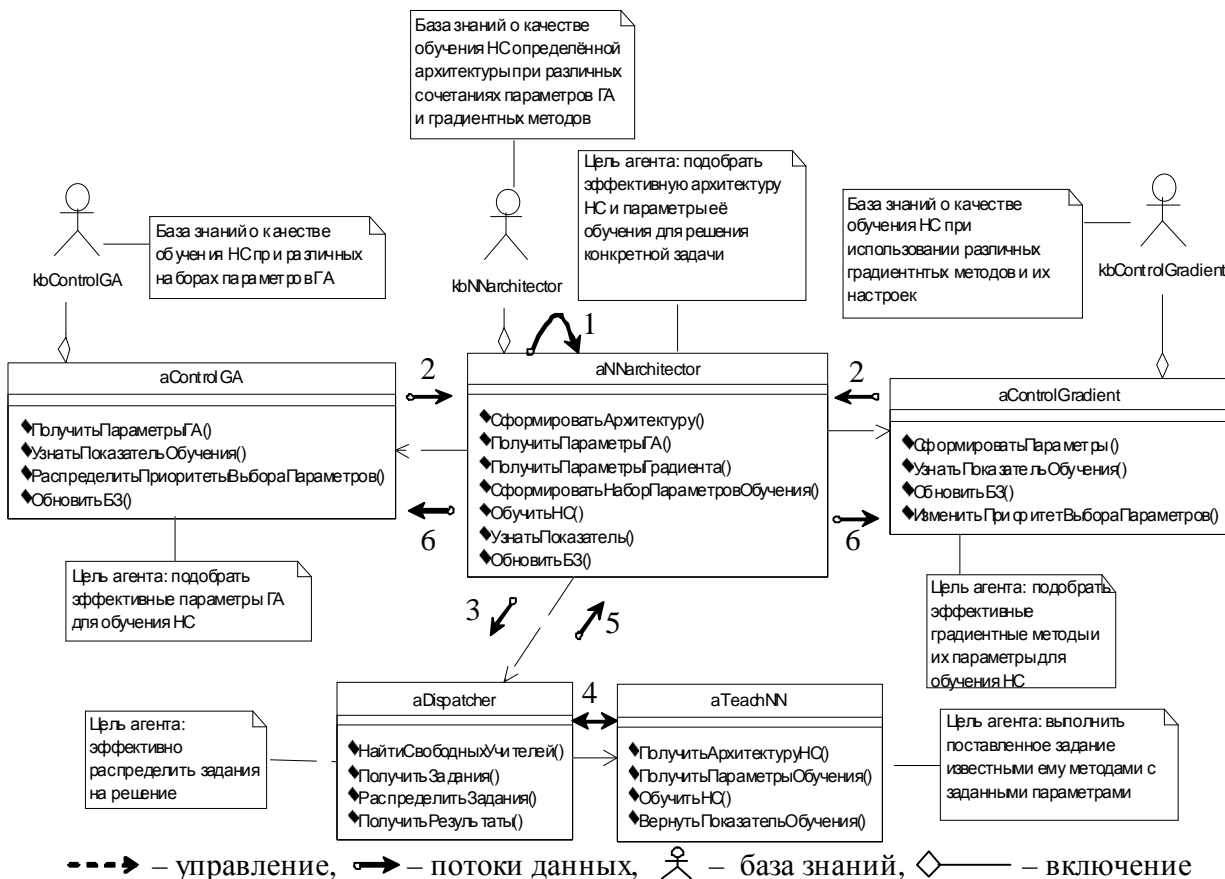 База знаний о качестве
обучения НС определённой
архитектуры при различных
сочетаниях параметров ГА
и градиентных методов
Цель агента: подобрать
эффективную архитектуру
НС и параметры её
обучения для решения
конкретной задачи
База знаний о качестве
обучения НС при различных
наборах параметров ГА
База знаний о качестве
обучения НС при
использовании различных
градиентнтых методов и их
настроек
kbControlGA
kbNNarchitector
kbControlGradient
1
aControlGA
ПолучитьПараметрыГА()
УзнатьПоказательОбучения()
РаспределитьПриоритетыВыбораПараметров()
ОбновитьБЗ()
2
aNNarchitector
СформироватьАрхитектуру()
ПолучитьПараметрыГА()
ПолучитьПараметрыГрадиента()
СформироватьНаборПараметровОбучения()
ОбучитьНС()
УзнатьПоказатель()
ОбновитьБЗ()
2
aControlGradient
СформироватьПараметры()
УзнатьПоказательОбучения()
ОбновитьБЗ()
ИзменитьПриоритетВыбораПараметров()
6
6
Цель агента: подобрать
эффективные параметры ГА
для обучения НС
3
5
Цель агента: подобрать
эффективные
градиентные методы и
их параметры для
обучения НС
Цель агента:
эффективно
распределить задания
на решение
aDispatcher
НайтиСвободныхУчителей()
ПолучитьЗадания()
РаспределитьЗадания()
ПолучитьРезультаты()
4
aTeachNN
ПолучитьАрхитектуруНС()
ПолучитьПараметрыОбучения()
ОбучитьНС()
ВернутьПоказательОбучения()
Цель агента: выполнить
поставленное задание
известными ему методами с
заданными параметрами
– управление, – потоки данных, – база знаний, – включение